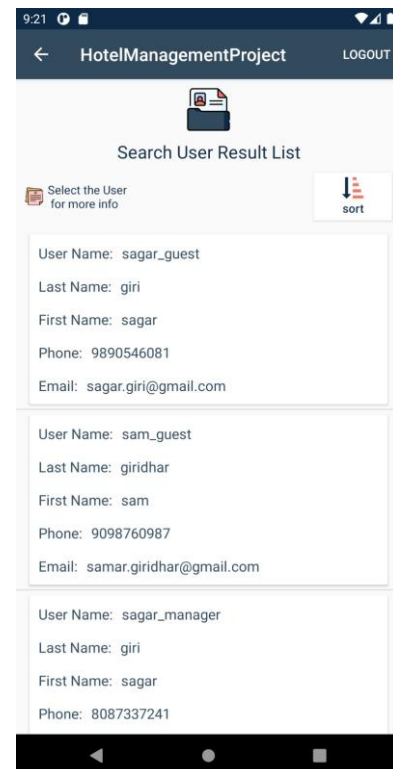 9:21
HotelManagementProject LOGOUT
Search User Result List
Select the User
for more info
sort
User Name: sagar_guest
Last Name: giri
First Name: sagar
Phone: 9890546081
Email: sagar.giri@gmail.com
User Name: sam_guest
Last Name: giridhar
First Name: sam
Phone: 9098760987
Email: samar.giridhar@gmail.com
User Name: sagar_manager
Last Name: giri
First Name: sagar
Phone: 8087337241